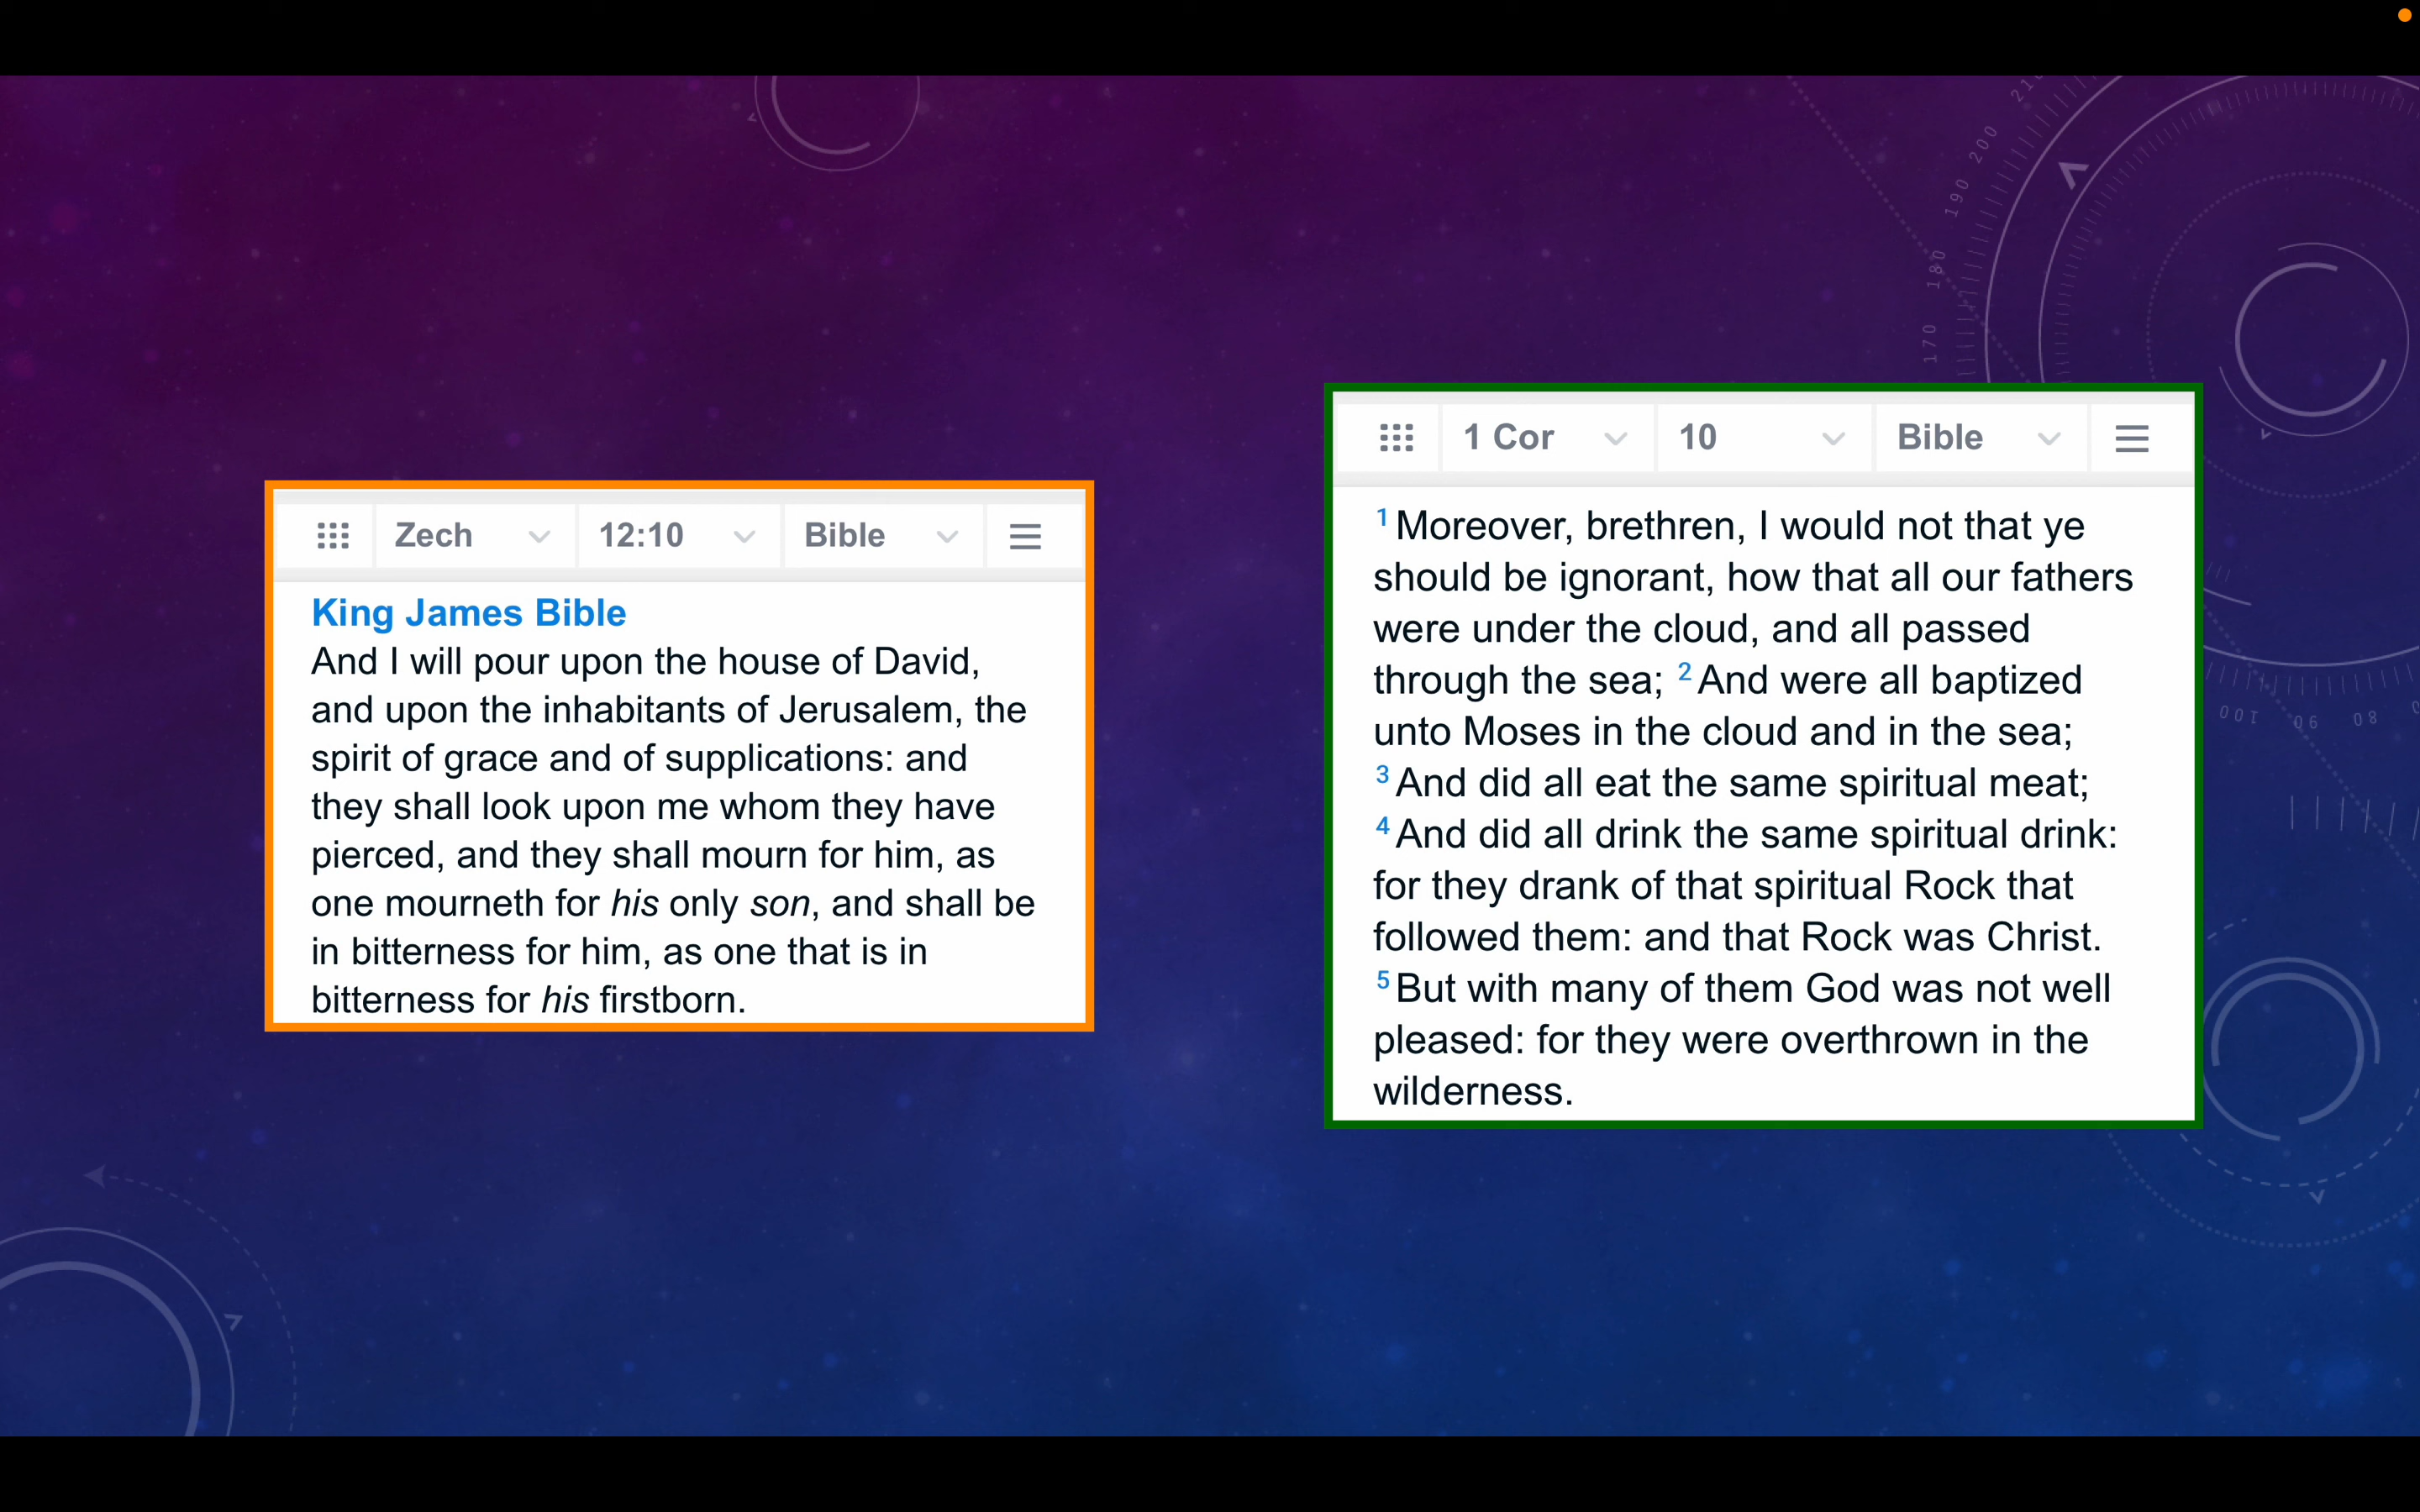 Zech 12:10 Bible
King James Bible
And I will pour upon the house of David,
and upon the inhabitants of Jerusalem, the
spirit of grace and of supplications: and
they shall look upon me whom they have
pierced, and they shall mourn for him, as
one mourneth for his only son, and shall be
in bitterness for him, as one that is in
bitterness for his firstborn.
1 Cor 10 Bible
1 Moreover, brethren, I would not that ye
should be ignorant, how that all our fathers
were under the cloud, and all passed
through the sea; 2 And were all baptized
unto Moses in the cloud and in the sea;
3 And did all eat the same spiritual meat;
4 And did all drink the same spiritual drink:
for they drank of that spiritual Rock that
followed them: and that Rock was Christ.
5 But with many of them God was not well
pleased: for they were overthrown in the
wilderness.
170
180
190
200
100
90
80